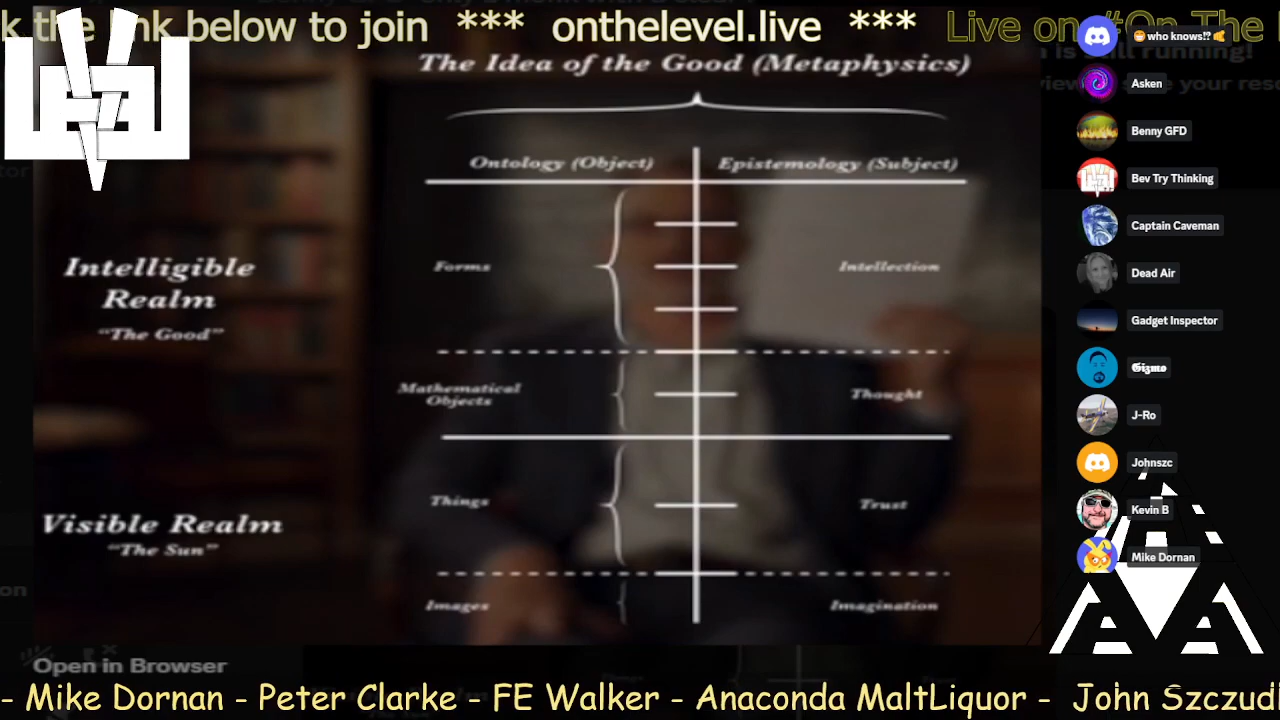 k the link below to join *** onthelevel.live *** Live on #On The
The Idea of the Good (Metaphysics)
Ontology (Object)
Epistemology (Subject)
Intelligible
Realm
"The Good"
Forms
Intellection
Mathematical
Objects
Thought
Visible Realm
"The Sun"
Things
Trust
Images
Imagination
who knows!?
Asken
Benny GFD
Bev Try Thinking
Captain Caveman
Dead Air
Gadget Inspector
Gizmo
J-Ro
Johnszc
Kevin B
Mike Dornan
Open in Browser
- Mike Dornan - Peter Clarke - FE Walker - Anaconda MaltLiquor - John Szczudl